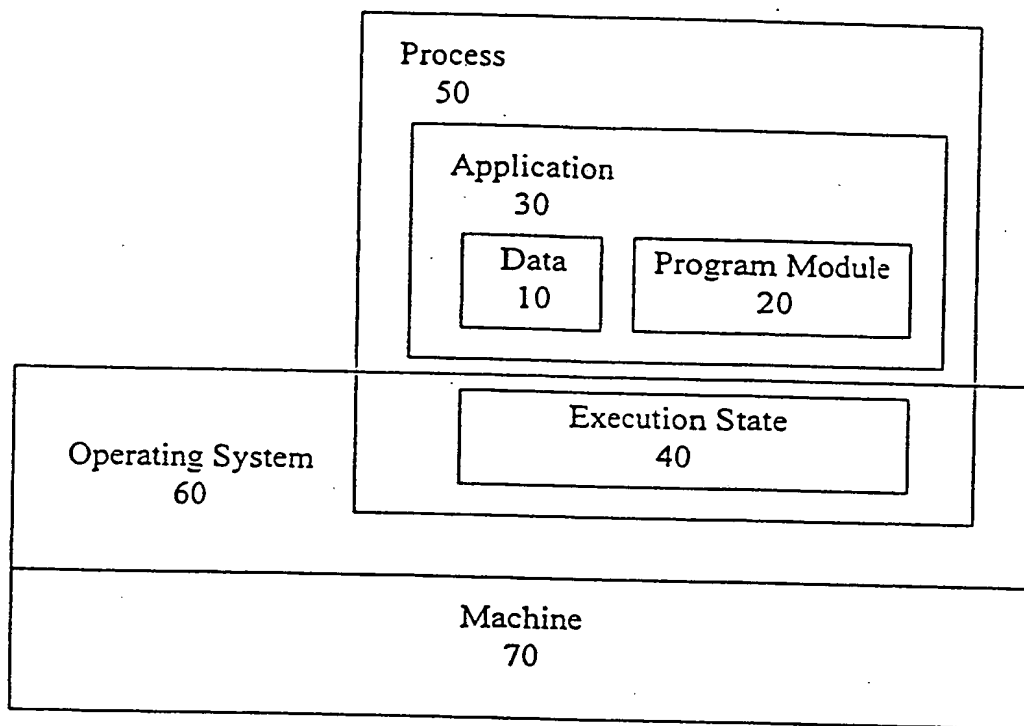 Process
50
Application
30
Data
10
Program Module
20
Execution State
40
Operating System
60
Machine
70